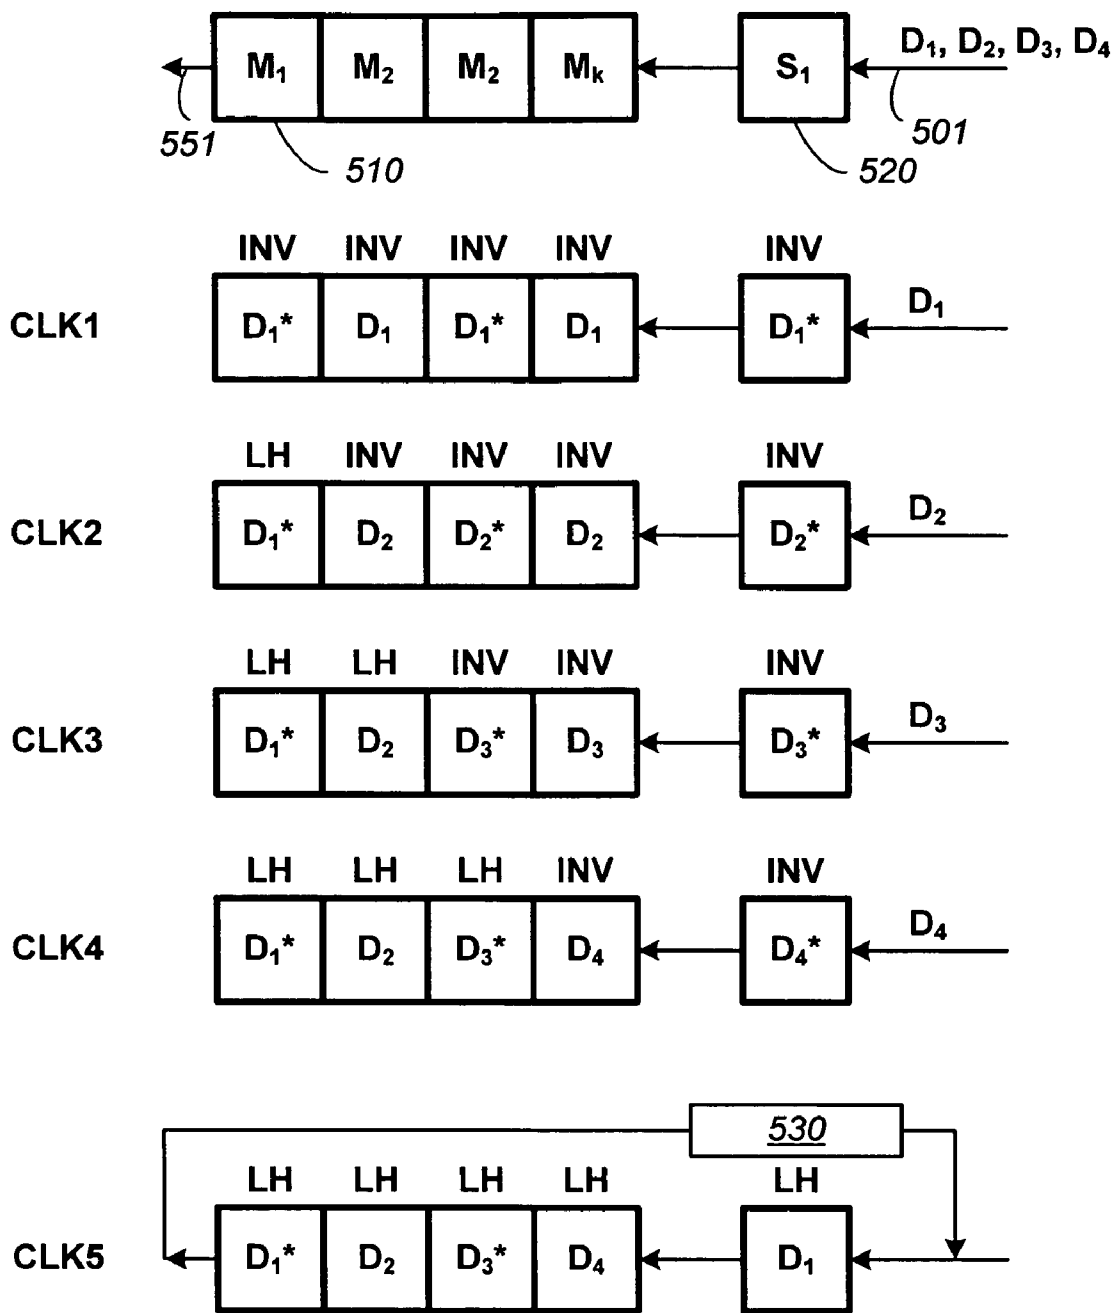 M₁ M₂ M₂ Mₖ S₁ D₁, D₂, D₃, D₄
551 510 520 501
INV INV INV INV INV
CLK1 D₁* D₁ D₁* D₁ D₁* D₁
LH INV INV INV INV
CLK2 D₁* D₂ D₂* D₂ D₂* D₂
LH LH INV INV INV
CLK3 D₁* D₂ D₃* D₃ D₃* D₃
LH LH LH INV INV
CLK4 D₁* D₂ D₃* D₄ D₄* D₄
530
LH LH LH LH LH
CLK5 D₁* D₂ D₃* D₄ D₁